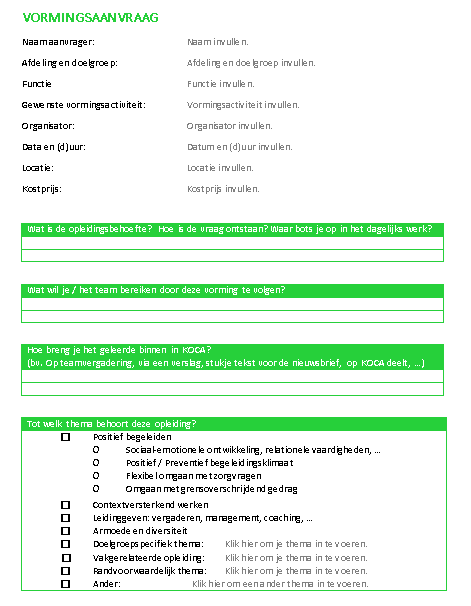 VORMINGSAANVRAAG
Naam aanvrager: Naam invullen.
Afdeling en doelgroep: Afdeling en doelgroep invullen.
Functie Functie invullen.
Gewenste vormingsactiviteit: Vormingsactiviteit invullen.
Organisator: Organisator invullen.
Data en (d)uur: Datum en (d)uur invullen.
Locatie: Locatie invullen.
Kostprijs: Kostprijs invullen.
Wat is de opleidingsbehoefte? Hoe is de vraag ontstaan? Waar bots je op in het dagelijks werk?
Wat wil je / het team bereiken door deze vorming te volgen?
Hoe breng je het geleerde binnen in KOCA?
(bv. Op teamvergadering, via een verslag, stukje tekst voor de nieuwsbrief, op KOCA deelt, ...)
Tot welk thema behoort deze opleiding?
☐ Positief begeleiden
O Sociaal-emotionele ontwikkeling, relationele vaardigheden, ...
O Positief / Preventief begeleidingsklimaat
O Flexibel omgaan met zorgvragen
O Omgaan met grensoverschrijdend gedrag
☐ Contextversterkend werken
☐ Leidinggeven: vergaderen, management, coaching, ...
☐ Armoede en diversiteit
☐ Doelgroepspecifiek thema: Klik hier om je thema in te voeren.
☐ Vakgerelateerde opleiding: Klik hier om je thema in te voeren.
☐ Randvoorwaardelijk thema: Klik hier om je thema in te voeren.
☐ Ander: Klik hier om een ander thema in te voeren.